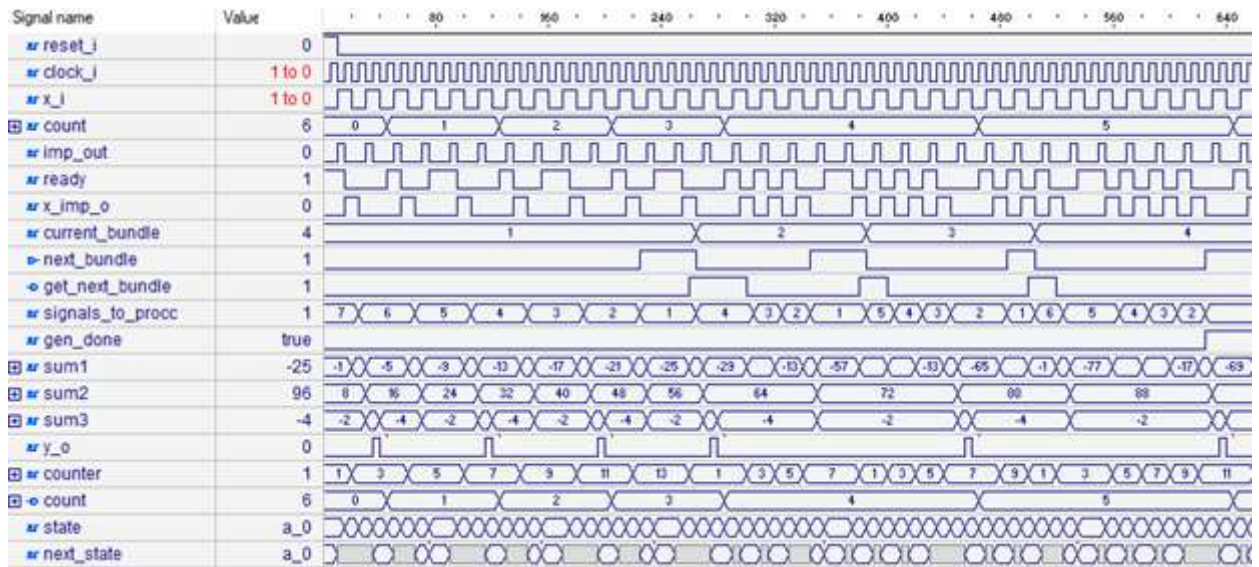 Signal name Value 80 160 240 320 400 480 560 640
reset_i 0
clock_i 1 to 0
x_i 1 to 0
count 6 0 1 2 3 4 5
imp_out 0
ready 1
x_imp_o 0
current_bundle 4 1 2 3 4
next_bundle 1
get_next_bundle 1
signals_to_procc 1 7 6 5 4 3 2 1 4 3 2 1 5 4 3 2 1 6 5 4 3 2
gen_done true
sum1 -25 -1 -5 -9 -13 -17 -21 -25 -29 -13 -57 -13 -65 -1 -77 -17 -69
sum2 96 8 16 24 32 40 48 56 64 72 80 88
sum3 -4 -2 -4 -2 -4 -2 -4 -2 -4 -2 -4 -2
y_o 0
counter 1 1 3 5 7 9 11 13 1 3 5 7 1 3 5 7 9 1 3 5 7 9 11
count 6 0 1 2 3 4 5
state a_0
next_state a_0